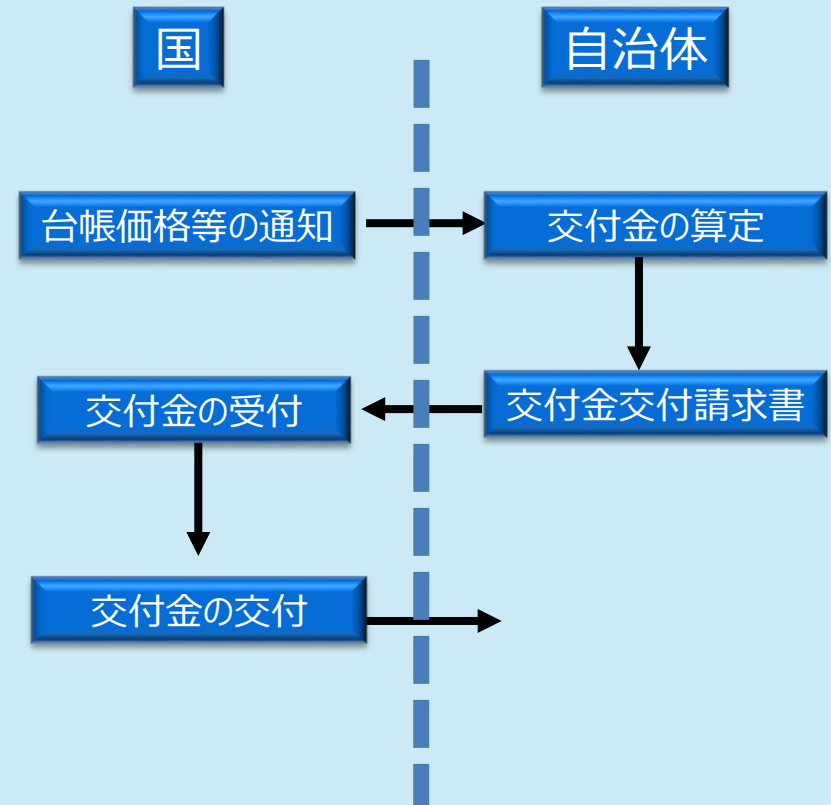 国
自治体
台帳価格等の通知
交付金の算定
交付金の受付
交付金交付請求書
交付金の交付